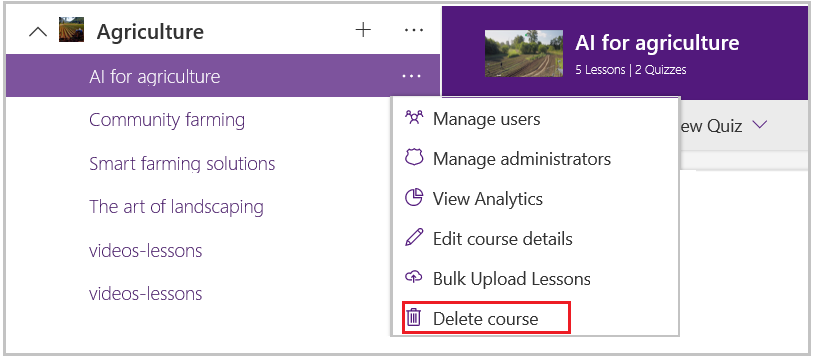 Agriculture
AI for agriculture
Community farming
Smart farming solutions
The art of landscaping
videos-lessons
videos-lessons
AI for agriculture
5 Lessons | 2 Quizzes
ew Quiz
Manage users
Manage administrators
View Analytics
Edit course details
Bulk Upload Lessons
Delete course